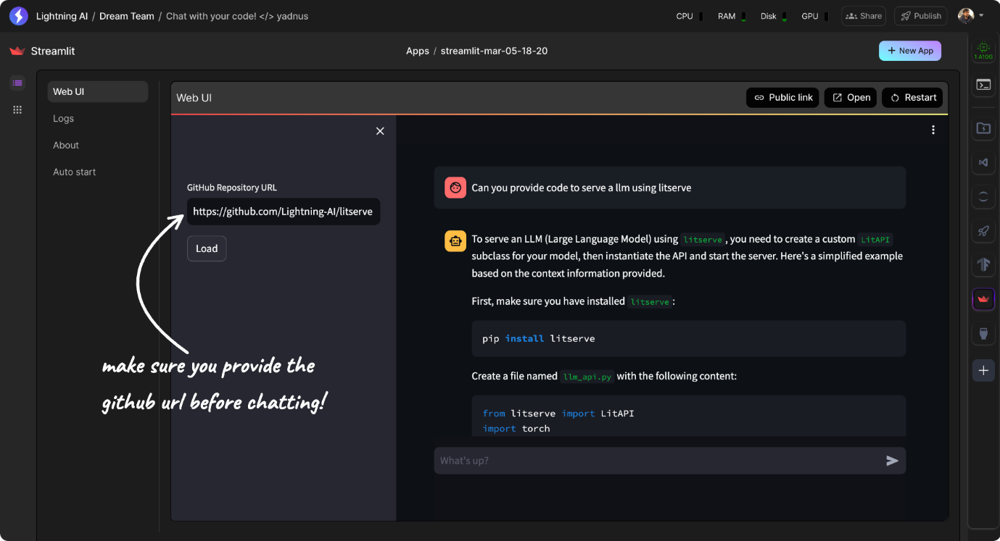 Lightning AI / Dream Team / Chat with your code! </> yadnus
CPU RAM Disk GPU Share Publish
Streamlit
Apps / streamlit-mar-05-18-20
+ New App
1 A10G
Web UI
Logs
About
Auto start
Web UI
Public link Open Restart
GitHub Repository URL
https://github.com/Lightning-AI/litserve
Load
make sure you provide the
github url before chatting!
Can you provide code to serve a llm using litserve
To serve an LLM (Large Language Model) using litserve, you need to create a custom LitAPI
subclass for your model, then instantiate the API and start the server. Here's a simplified example
based on the context information provided.
First, make sure you have installed litserve:
pip install litserve
Create a file named llm_api.py with the following content:
from litserve import LitAPI
import torch
What's up?